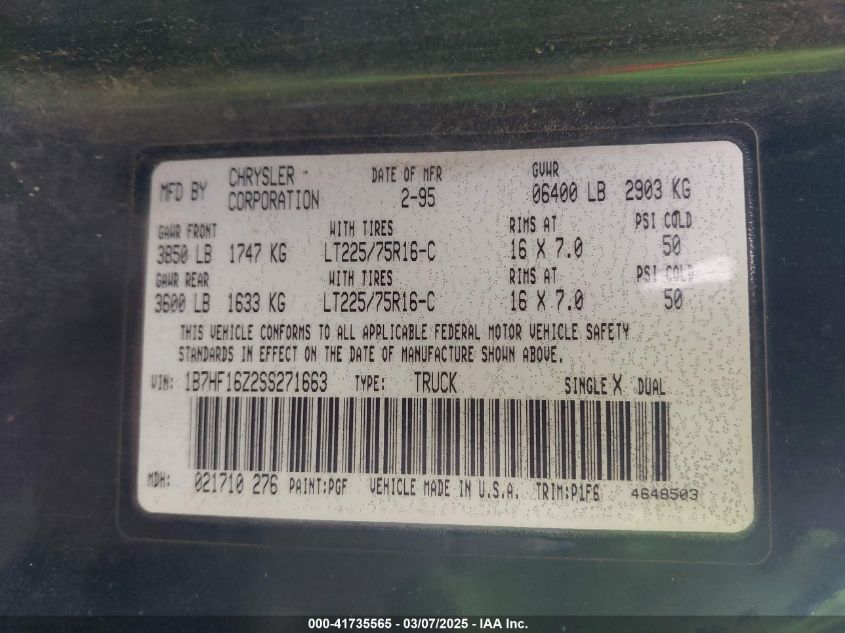 MFD BY CHRYSLER CORPORATION DATE OF MFR 2-95 GVWR 06400 LB 2903 KG
GAWR FRONT WITH TIRES RIMS AT PSI COLD
3850 LB 1747 KG LT225/75R16-C 16 X 7.0 50
GAWR REAR WITH TIRES RIMS AT PSI COLD
3600 LB 1633 KG LT225/75R16-C 16 X 7.0 50
THIS VEHICLE CONFORMS TO ALL APPLICABLE FEDERAL MOTOR VEHICLE SAFETY
STANDARDS IN EFFECT ON THE DATE OF MANUFACTURE SHOWN ABOVE.
VIN: 1B7HF16Z2SS271663 TYPE: TRUCK SINGLE X DUAL
MDH: 021710 276 PAINT:PGF VEHICLE MADE IN U.S.A. TRIM:P1F6 4648503
000-41735565 - 03/07/2025 - IAA Inc.